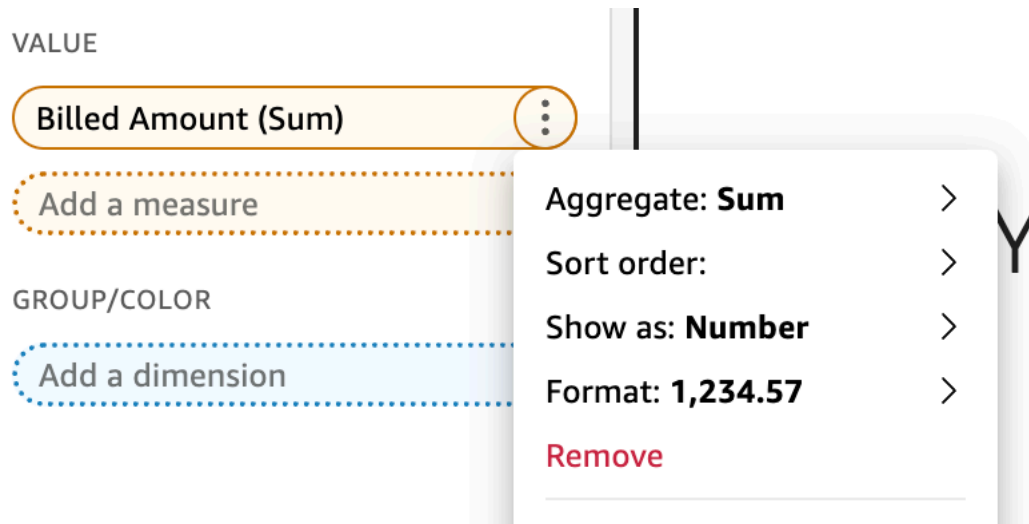 VALUE
Billed Amount (Sum)
Add a measure
GROUP/COLOR
Add a dimension
Aggregate: Sum
Sort order:
Show as: Number
Format: 1,234.57
Remove
Y